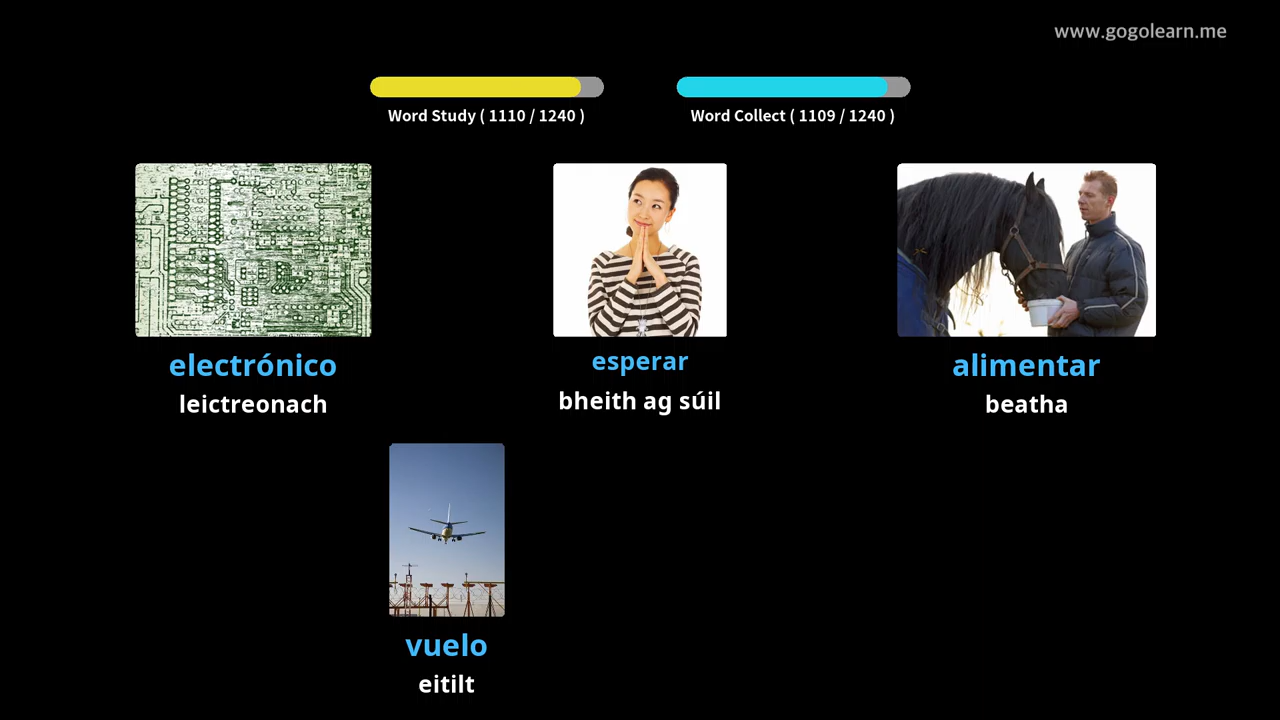 www.gogolearn.me
Word Study ( 1110 / 1240 )
Word Collect ( 1109 / 1240 )
electrónico
leictreonach
esperar
bheith ag súil
alimentar
beatha
vuelo
eitilt